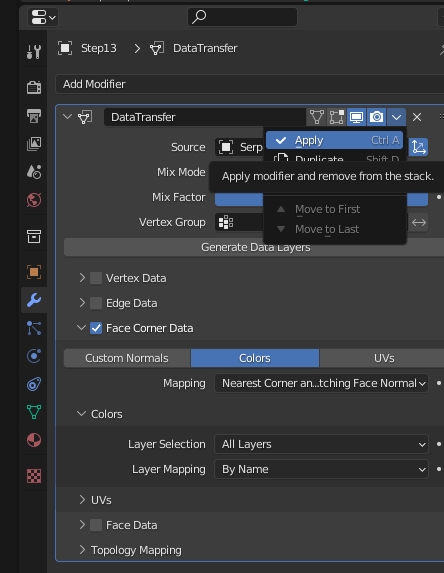 Step13 > DataTransfer
Add Modifier
DataTransfer
Apply Ctrl A
Source Serp
Duplicate Shift D
Mix Mode
Apply modifier and remove from the stack.
Mix Factor
Move to First
Vertex Group
Move to Last
Generate Data Layers
Vertex Data
Edge Data
Face Corner Data
Custom Normals Colors UVs
Mapping Nearest Corner an...tching Face Normal
Colors
Layer Selection All Layers
Layer Mapping By Name
UVs
Face Data
Topology Mapping